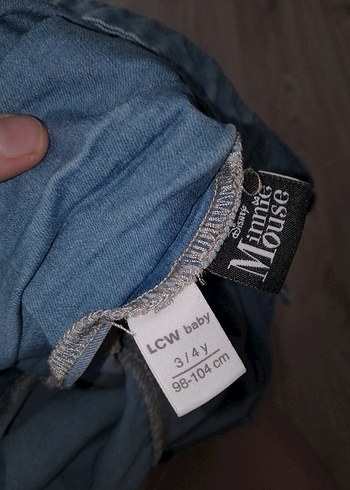 Disney
Minnie
Mouse
LCW baby
3/4 y
98-104 cm